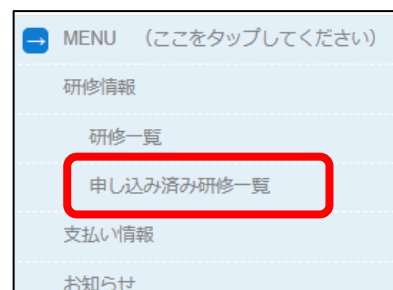 MENU （ここをタップしてください）
研修情報
研修一覧
申し込み済み研修一覧
支払い情報
お知らせ